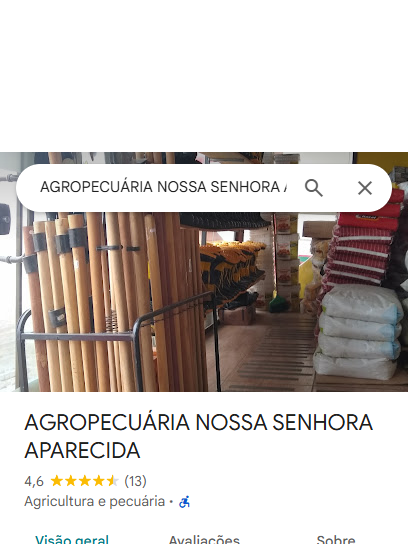 AGROPECUÁRIA NOSSA SENHORA A
AGROPECUÁRIA NOSSA SENHORA
APARECIDA
4,6 (13)
Agricultura e pecuária ·
Visão geral Avaliações Sobre